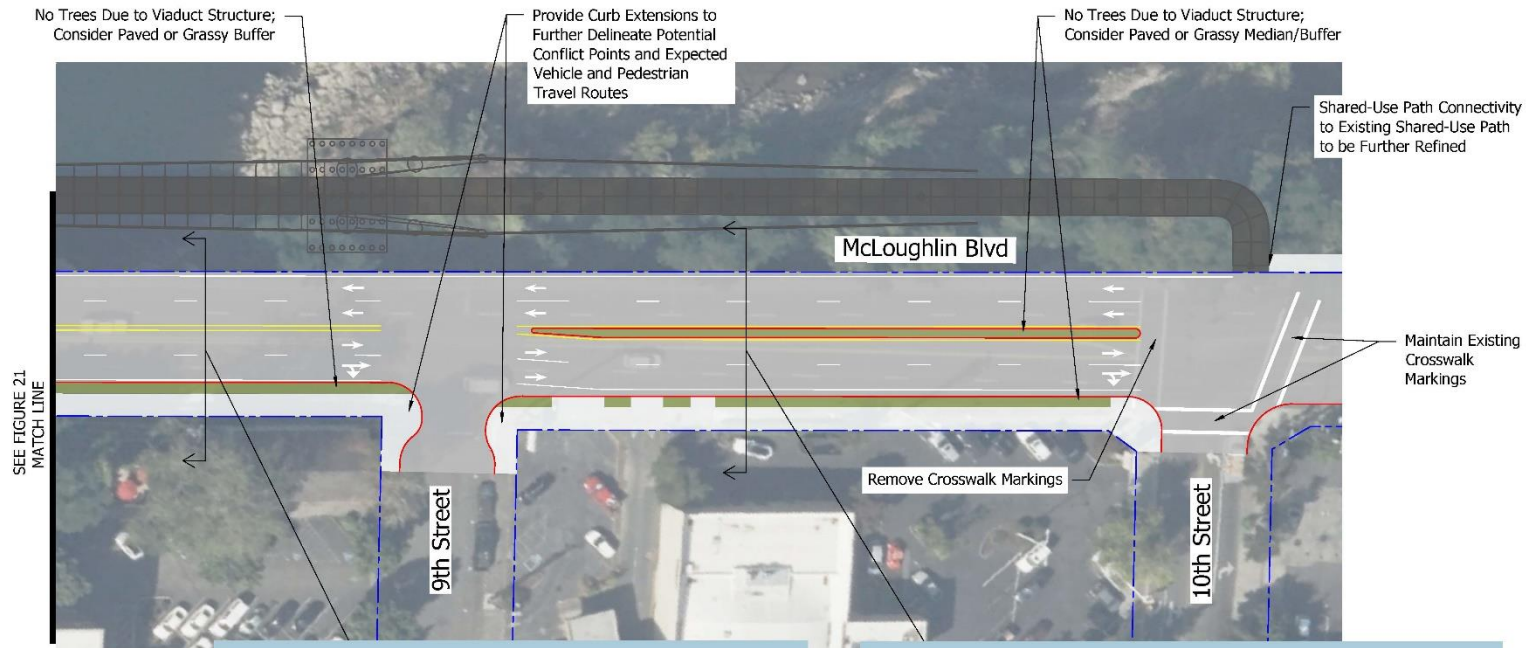 No Trees Due to Viaduct Structure;
Consider Paved or Grassy Buffer
Provide Curb Extensions to
Further Delineate Potential
Conflict Points and Expected
Vehicle and Pedestrian
Travel Routes
No Trees Due to Viaduct Structure;
Consider Paved or Grassy Median/Buffer
Shared-Use Path Connectivity
to Existing Shared-Use Path
to be Further Refined
McLoughlin Blvd
Maintain Existing
Crosswalk
Markings
SEE FIGURE 21
MATCH LINE
Remove Crosswalk Markings
9th Street
10th Street